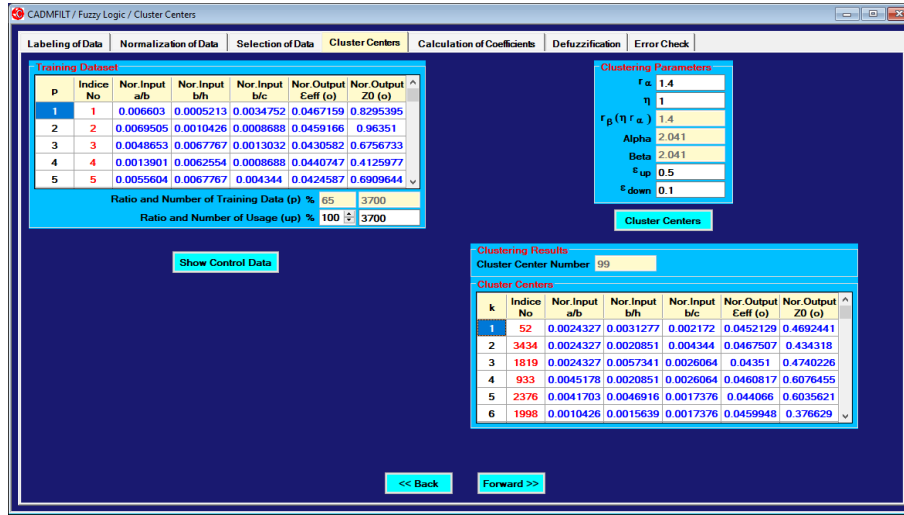 CADMFILT / Fuzzy Logic / Cluster Centers
Labeling of Data Normalization of Data Selection of Data Cluster Centers Calculation of Coefficients Defuzzification Error Check
Training Dataset
p Indice No Nor.Input a/b Nor.Input b/h Nor.Input b/c Nor.Output Ɛeff (o) Nor.Output Z0 (o)
1 1 0.006603 0.0005213 0.0034752 0.0467159 0.8295395
2 2 0.0069505 0.0010426 0.0008688 0.0459166 0.96351
3 3 0.0048653 0.0067767 0.0013032 0.0430582 0.6756733
4 4 0.0013901 0.0062554 0.0008688 0.0440747 0.4125977
5 5 0.0055604 0.0067767 0.004344 0.0424587 0.6909644
Ratio and Number of Training Data (p) % 65 3700
Ratio and Number of Usage (up) % 100 3700
Show Control Data
Clustering Parameters
r α 1.4
η 1
r β ( η r α ) 1.4
Alpha 2.041
Beta 2.041
ε up 0.5
ε down 0.1
Cluster Centers
Clustering Results
Cluster Center Number 99
Cluster Centers
k Indice No Nor.Input a/b Nor.Input b/h Nor.Input b/c Nor.Output Ɛeff (o) Nor.Output Z0 (o)
1 52 0.0024327 0.0031277 0.002172 0.0452129 0.4692441
2 3434 0.0024327 0.0020851 0.004344 0.0467507 0.434318
3 1819 0.0024327 0.0057341 0.0026064 0.04351 0.4740226
4 933 0.0045178 0.0020851 0.0026064 0.0460817 0.6076455
5 2376 0.0041703 0.0046916 0.0017376 0.044066 0.6035621
6 1998 0.0010426 0.0015639 0.0017376 0.0459948 0.376629
<< Back Forward >>